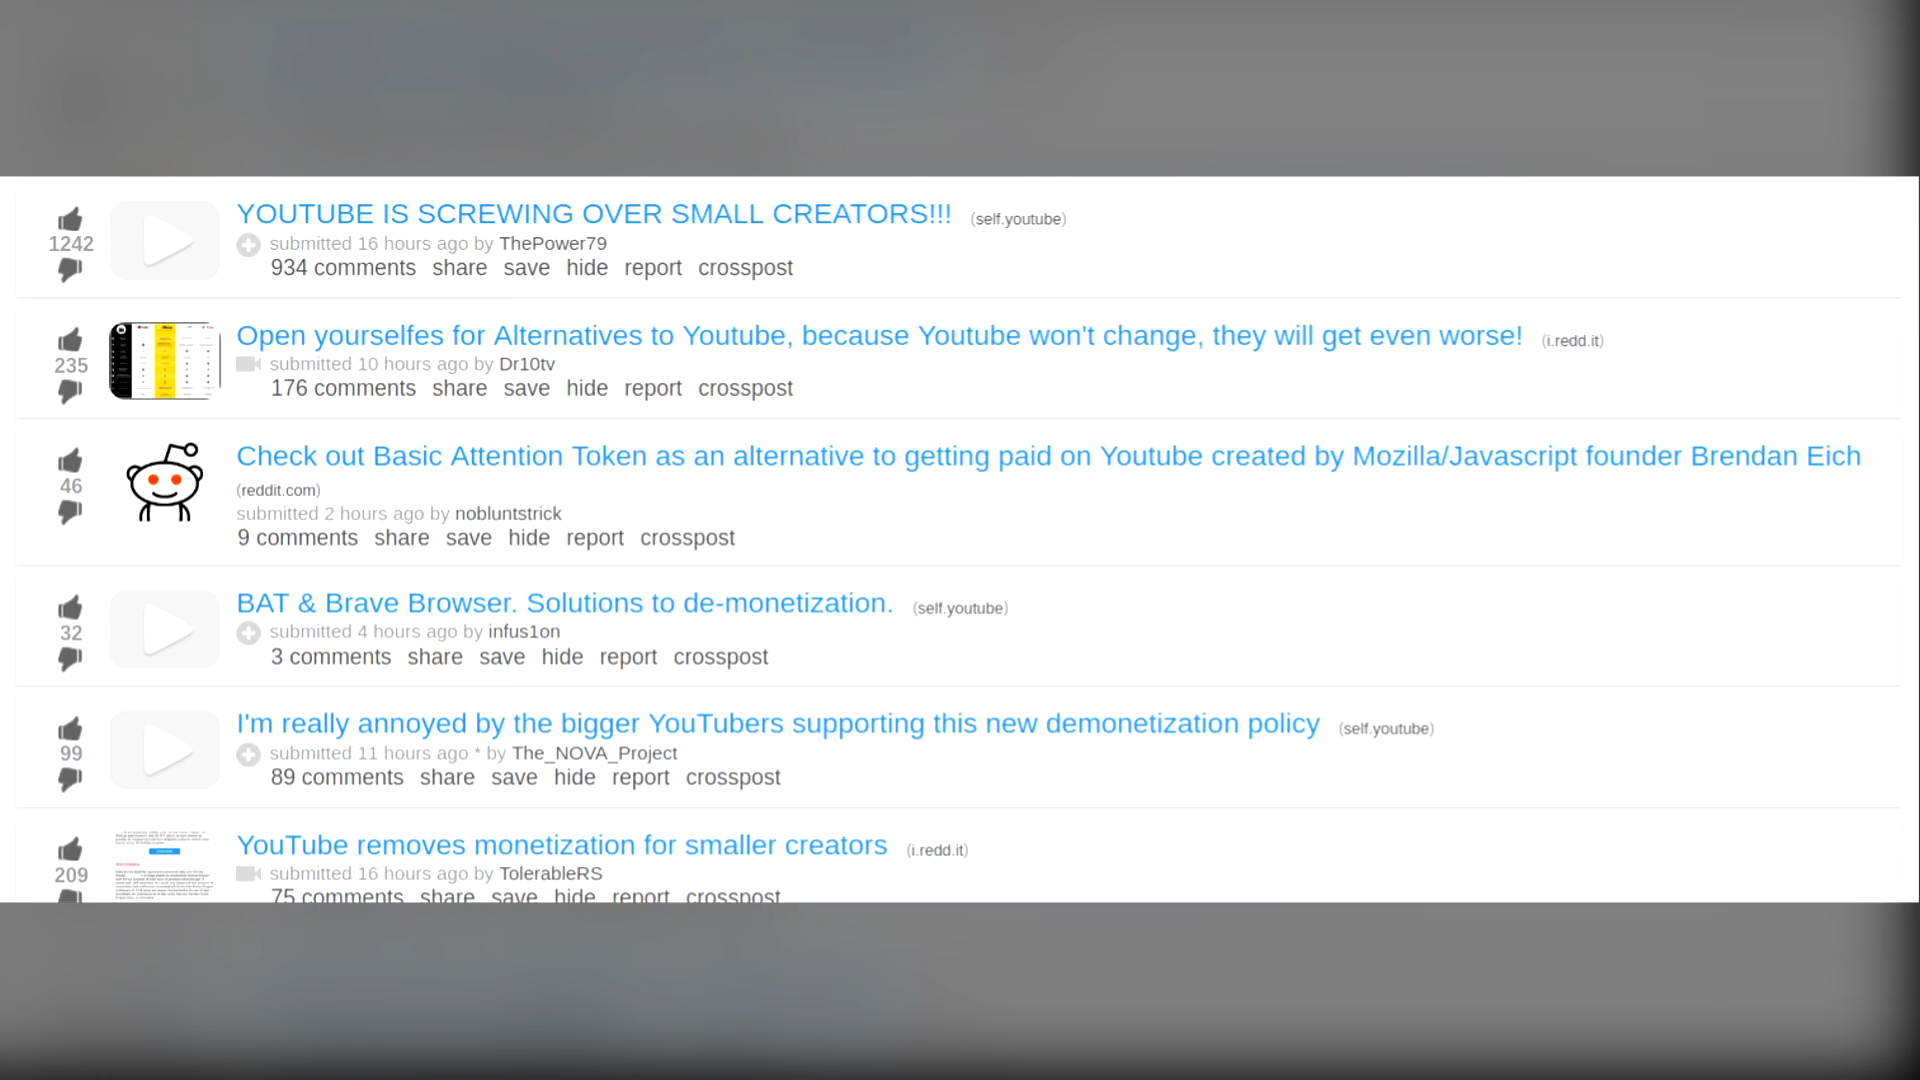 1242
YOUTUBE IS SCREWING OVER SMALL CREATORS!!! (self.youtube)
submitted 16 hours ago by ThePower79
934 comments share save hide report crosspost
235
Open yourselfes for Alternatives to Youtube, because Youtube won't change, they will get even worse! (i.redd.it)
submitted 10 hours ago by Dr10tv
176 comments share save hide report crosspost
46
Check out Basic Attention Token as an alternative to getting paid on Youtube created by Mozilla/Javascript founder Brendan Eich
(reddit.com)
submitted 2 hours ago by nobluntstrick
9 comments share save hide report crosspost
32
BAT & Brave Browser. Solutions to de-monetization. (self.youtube)
submitted 4 hours ago by infus1on
3 comments share save hide report crosspost
99
I'm really annoyed by the bigger YouTubers supporting this new demonetization policy (self.youtube)
submitted 11 hours ago * by The_NOVA_Project
89 comments share save hide report crosspost
209
YouTube removes monetization for smaller creators (i.redd.it)
submitted 16 hours ago by TolerableRS
75 comments share save hide report crosspost